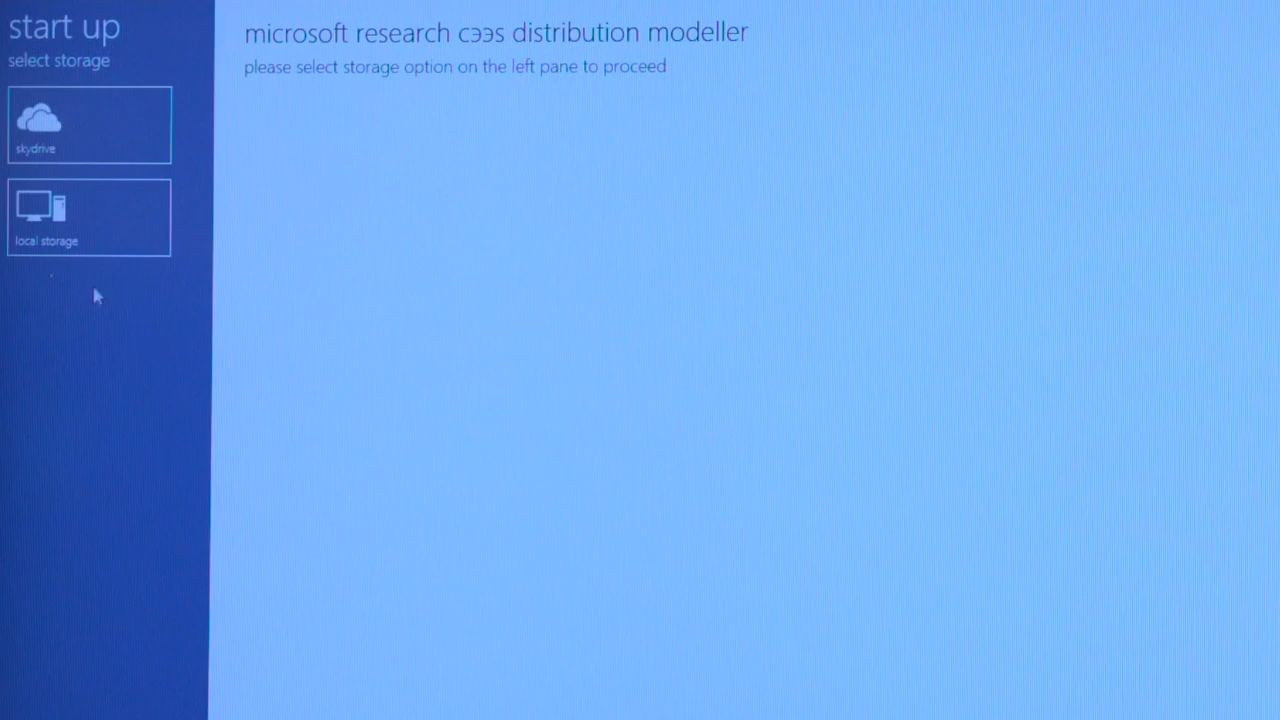 start up
select storage
skydrive
local storage
microsoft research cээs distribution modeller
please select storage option on the left pane to proceed